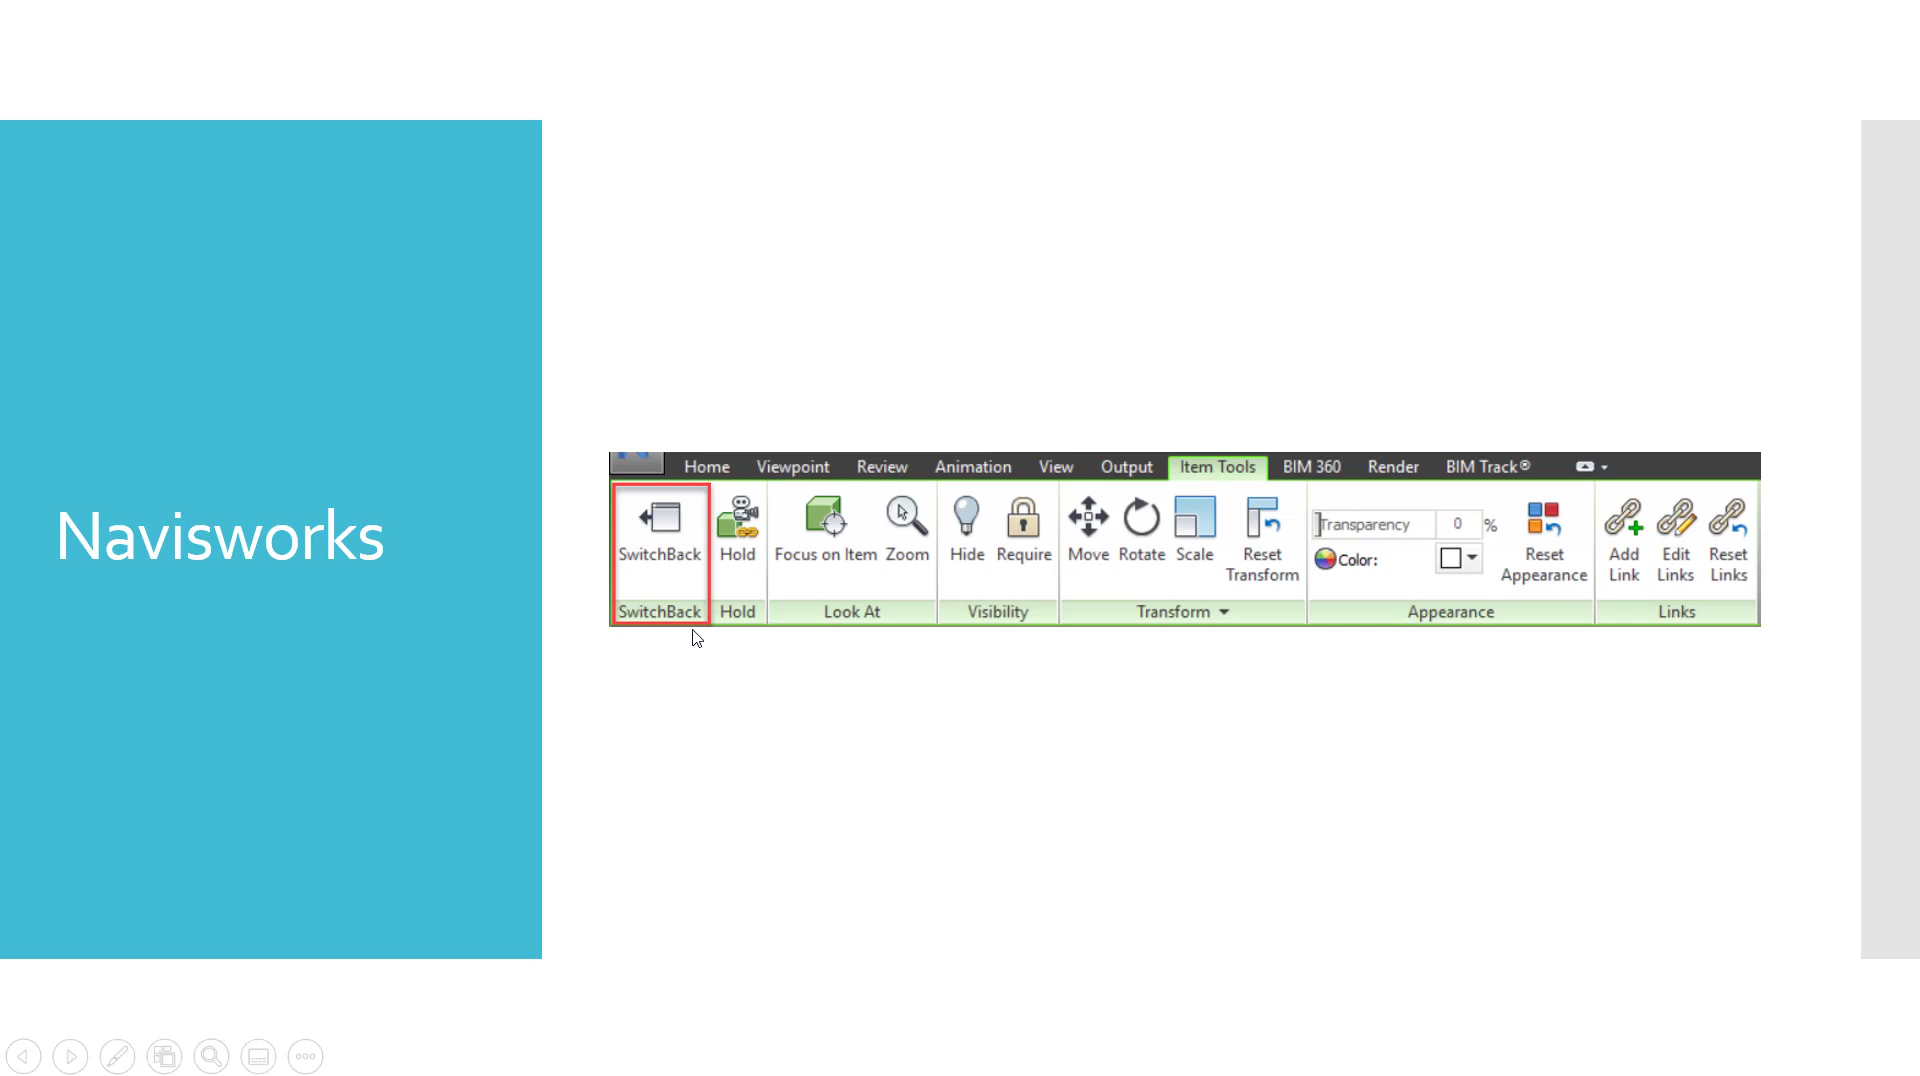 Navisworks
Home Viewpoint Review Animation View Output Item Tools BIM 360 Render BIM Track®
SwitchBack Hold Focus on Item Zoom Hide Require Move Rotate Scale Reset Transform Transparency 0 % Color: Reset Appearance Add Link Edit Links Reset Links
SwitchBack Hold Look At Visibility Transform Appearance Links